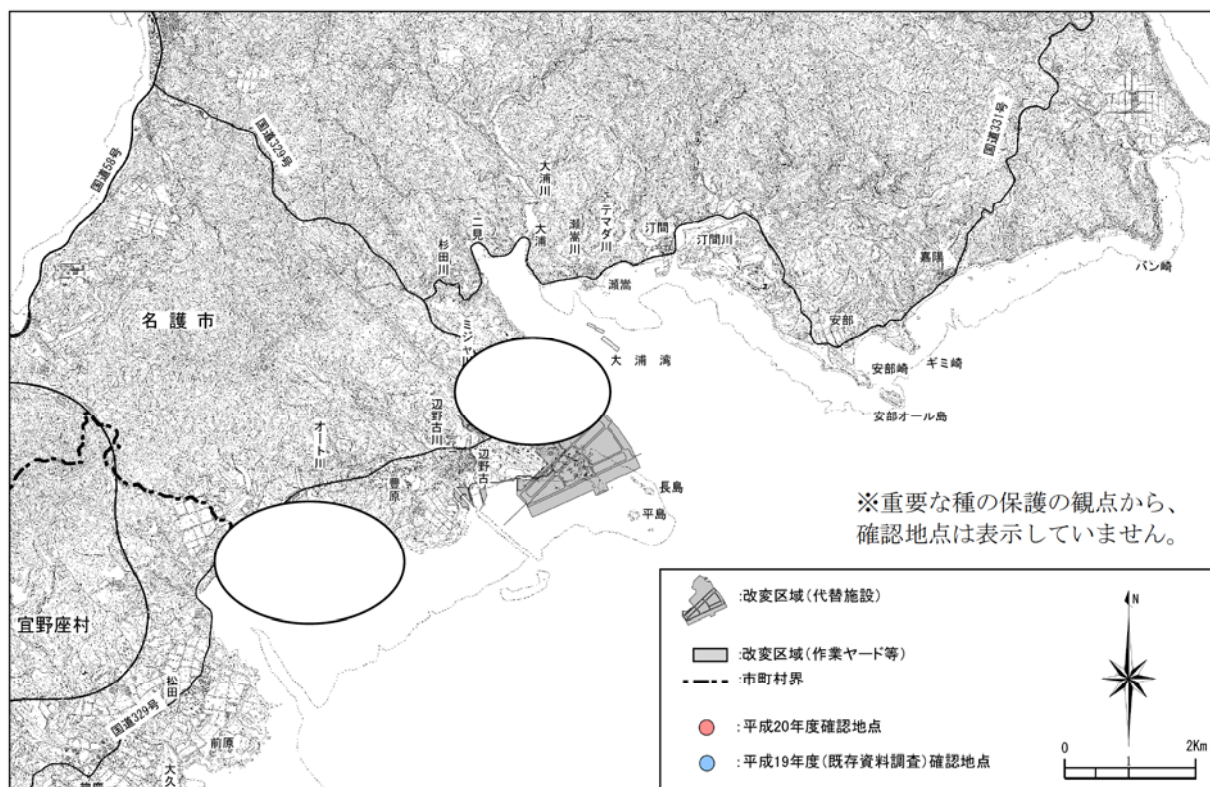 国道58号
国道329号
国道331号
大浦川
大浦
二見
杉田川
瀬嵩川
テマダ川
汀間
汀間川
瀬嵩
嘉陽
バン崎
名護市
安部
大浦湾
安部崎
ギミ崎
安部オール島
辺野古川
オート川
豊原
辺野古
長島
平島
※重要な種の保護の観点から、
確認地点は表示していません。
宜野座村
松田
国道329号
前原
大久
:改変区域(代替施設)
:改変区域(作業ヤード等)
:市町村界
:平成20年度確認地点
:平成19年度(既存資料調査)確認地点
N
0 2Km